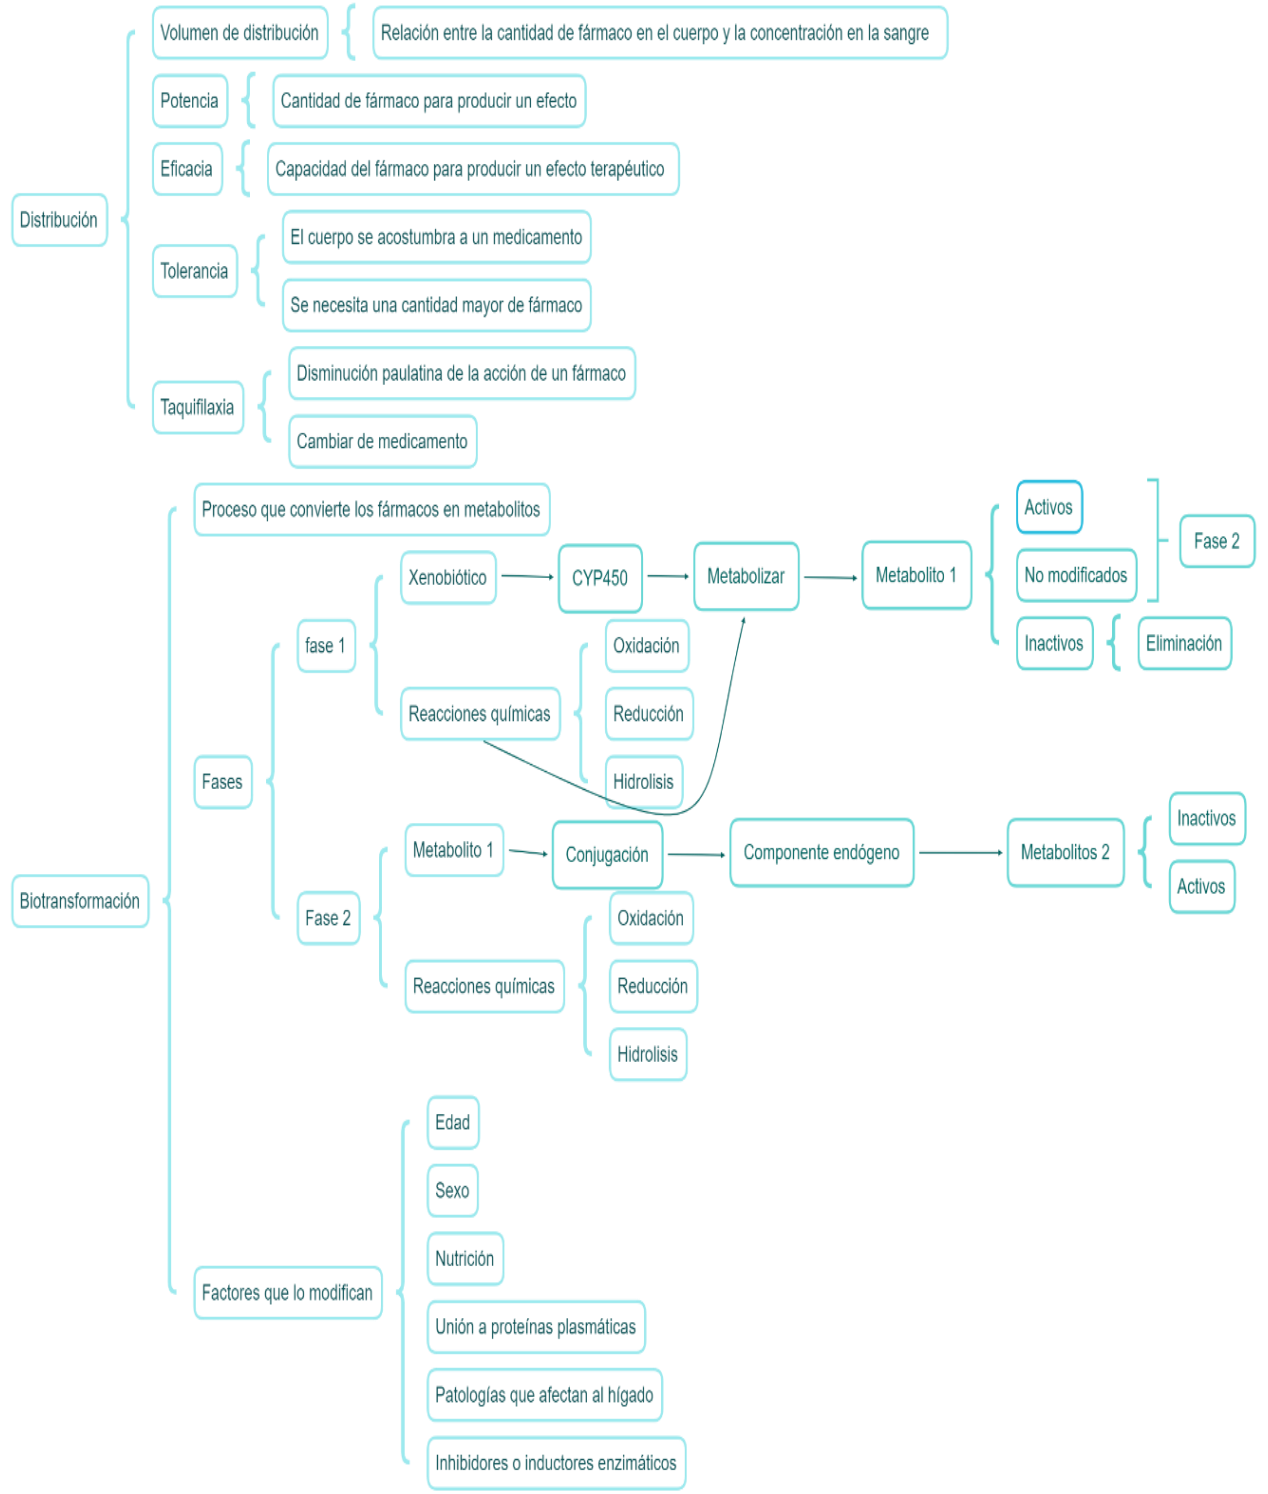 Distribución
Volumen de distribución
Relación entre la cantidad de fármaco en el cuerpo y la concentración en la sangre
Potencia
Cantidad de fármaco para producir un efecto
Eficacia
Capacidad del fármaco para producir un efecto terapéutico
Tolerancia
El cuerpo se acostumbra a un medicamento
Se necesita una cantidad mayor de fármaco
Taquifilaxia
Disminución paulatina de la acción de un fármaco
Cambiar de medicamento
Biotransformación
Proceso que convierte los fármacos en metabolitos
Fases
fase 1
Xenobiótico
CYP450
Metabolizar
Metabolito 1
Activos
No modificados
Fase 2
Inactivos
Eliminación
Reacciones químicas
Oxidación
Reducción
Hidrolisis
Fase 2
Metabolito 1
Conjugación
Componente endógeno
Metabolitos 2
Inactivos
Activos
Reacciones químicas
Oxidación
Reducción
Hidrolisis
Factores que lo modifican
Edad
Sexo
Nutrición
Unión a proteínas plasmáticas
Patologías que afectan al hígado
Inhibidores o inductores enzimáticos